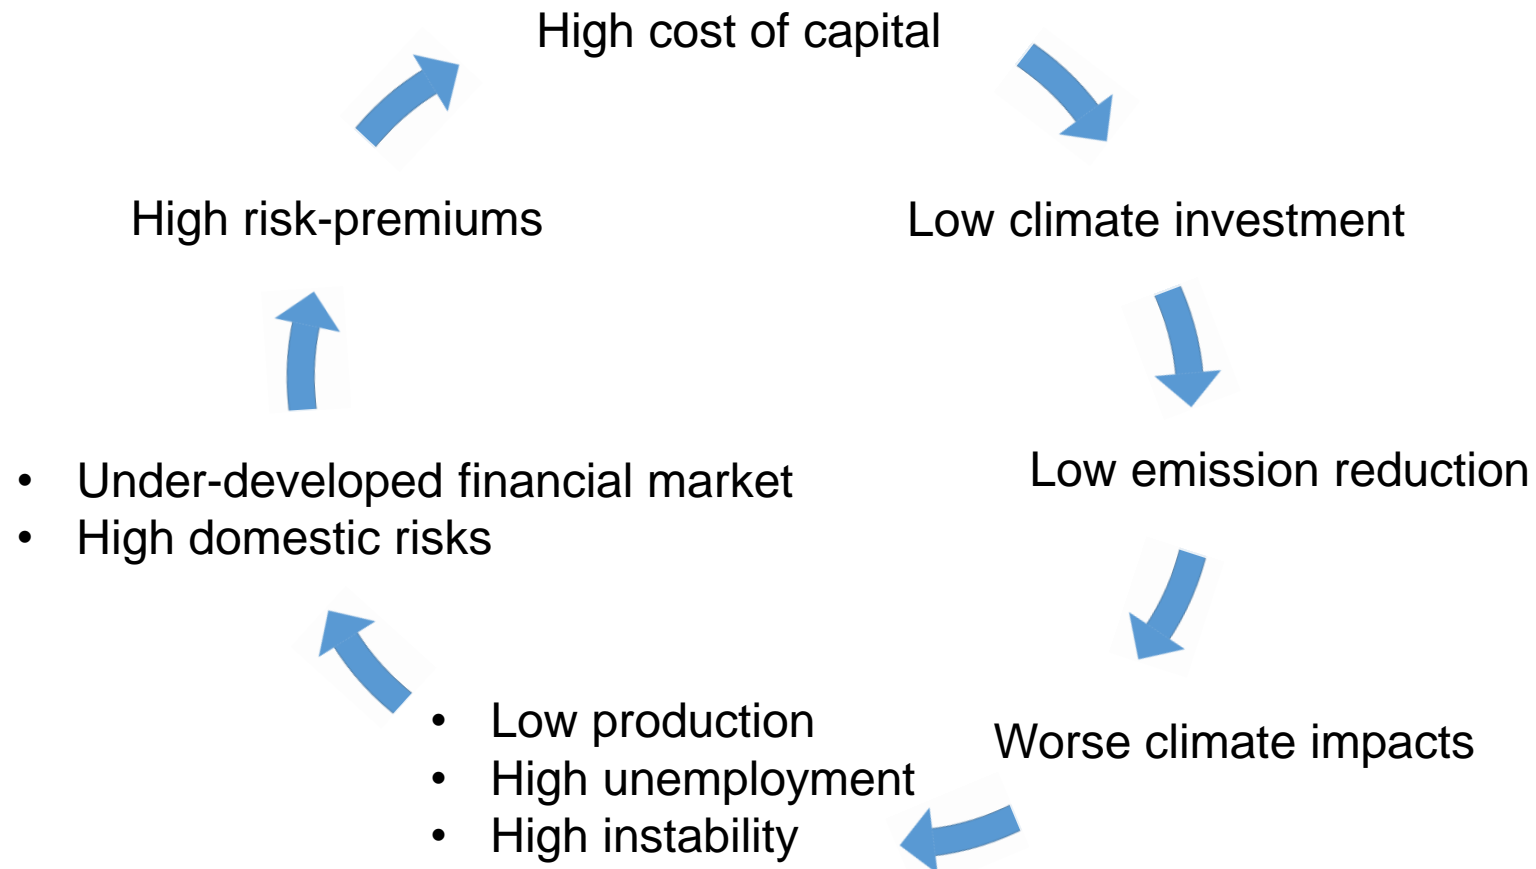 High cost of capital
High risk-premiums
Low climate investment
• Under-developed financial market
• High domestic risks
Low emission reduction
• Low production
• High unemployment
• High instability
Worse climate impacts